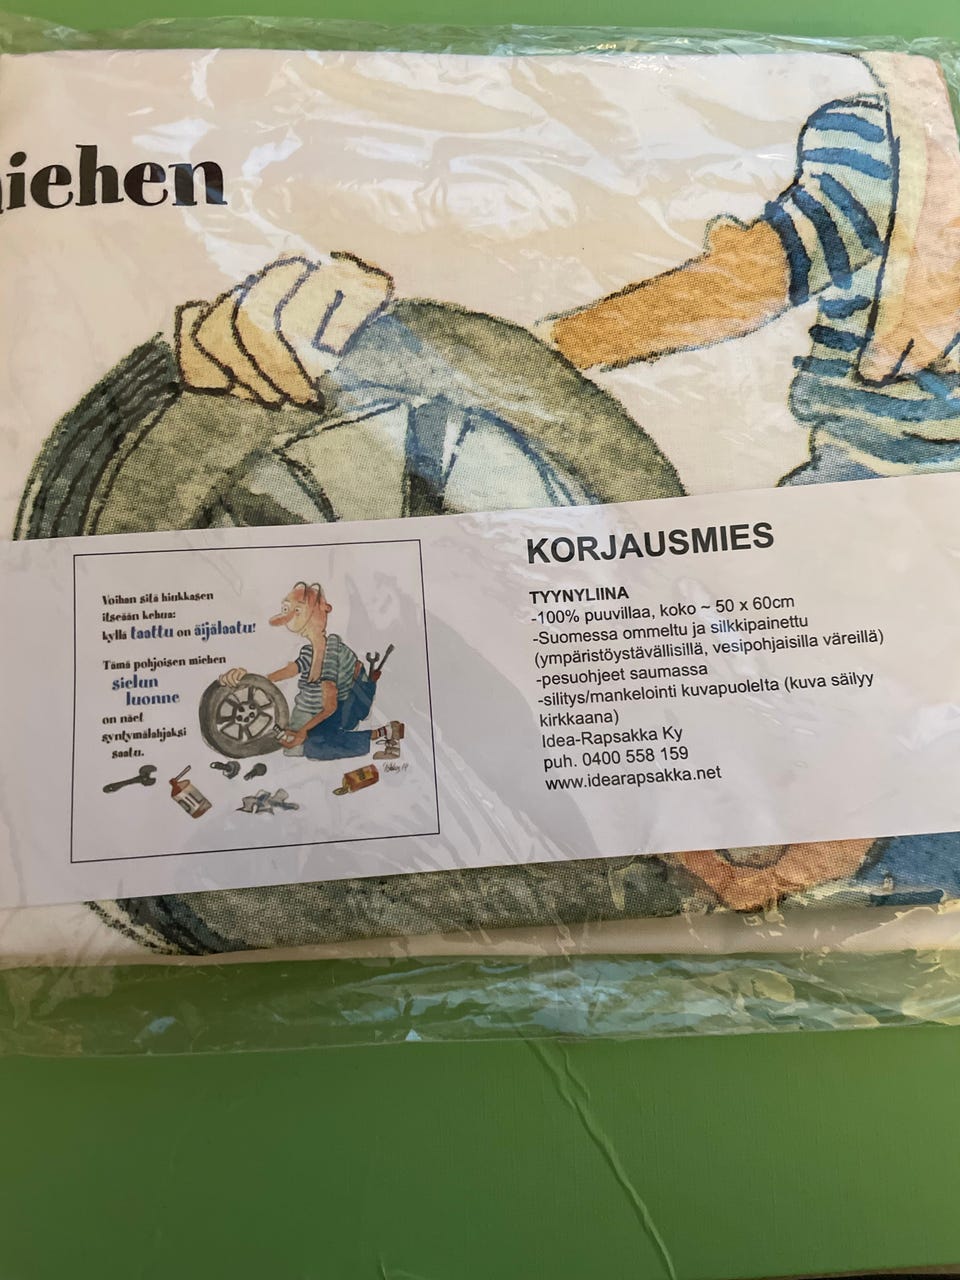 iehen
Voihan sitä hiukkasen
itseään kehua:
kyllä taattu on äijälaatu!
Tämä pohjoisen miehen
sielun
luonne
on näet
syntymälahjaksi
saatu.
KORJAUSMIES
TYYNYLIINA
-100% puuvillaa, koko ~ 50 x 60cm
-Suomessa ommeltu ja silkkipainettu
(ympäristöystävällisillä, vesipohjaisilla väreillä)
-pesuohjeet saumassa
-silitys/mankelointi kuvapuolelta (kuva säilyy
kirkkaana)
Idea-Rapsakka Ky
puh. 0400 558 159
www.idearapsakka.net